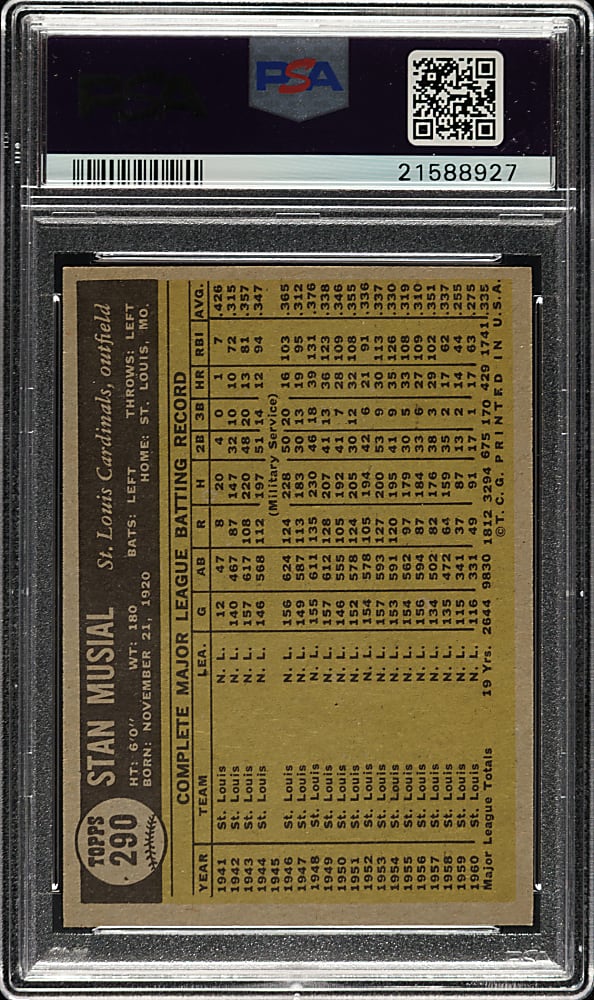 PSA
PSA
21588927
TOPPS
290
STAN MUSIAL St. Louis Cardinals, outfield
HT: 6'0" WT: 180 BATS: LEFT THROWS: LEFT
BORN: NOVEMBER 21, 1920 HOME: ST. LOUIS, MO.
COMPLETE MAJOR LEAGUE BATTING RECORD
YEAR TEAM LEA. G AB R H 2B 3B HR RBI AVG.
1941 St. Louis N. L. 12 47 8 20 4 0 1 7 .426
1942 St. Louis N. L. 140 467 87 147 32 10 10 72 .315
1943 St. Louis N. L. 157 617 108 220 48 20 13 81 .357
1944 St. Louis N. L. 146 568 112 197 51 14 12 94 .347
1945 (Military Service)
1946 St. Louis N. L. 156 624 124 228 50 20 16 103 .365
1947 St. Louis N. L. 149 587 113 183 30 13 19 95 .312
1948 St. Louis N. L. 155 611 135 230 46 18 39 131 .376
1949 St. Louis N. L. 157 612 128 207 41 13 36 123 .338
1950 St. Louis N. L. 146 555 105 192 41 7 28 109 .346
1951 St. Louis N. L. 152 578 124 205 30 12 32 108 .355
1952 St. Louis N. L. 154 578 105 194 42 6 21 91 .336
1953 St. Louis N. L. 157 593 127 200 53 9 30 113 .337
1954 St. Louis N. L. 153 591 120 195 41 9 35 126 .330
1955 St. Louis N. L. 154 562 97 179 30 5 33 108 .319
1956 St. Louis N. L. 156 594 87 184 33 6 27 109 .310
1957 St. Louis N. L. 134 502 82 176 38 3 29 102 .351
1958 St. Louis N. L. 135 472 64 159 35 2 17 62 .337
1959 St. Louis N. L. 115 341 37 87 13 2 14 44 .255
1960 St. Louis N. L. 116 331 49 91 17 1 17 63 .275
Major League Totals 19 Yrs. 2644 9830 1812 3294 675 170 429 1741 .335
© T. C. G. PRINTED IN U. S. A.